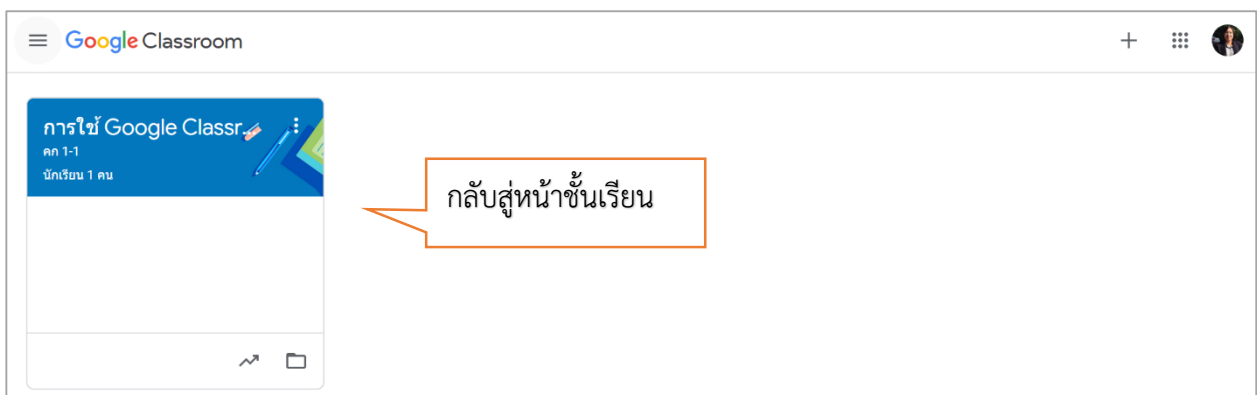 Google Classroom
การใช้ Google Classr...
คก 1-1
นักเรียน 1 คน
กลับสู่หน้าชั้นเรียน